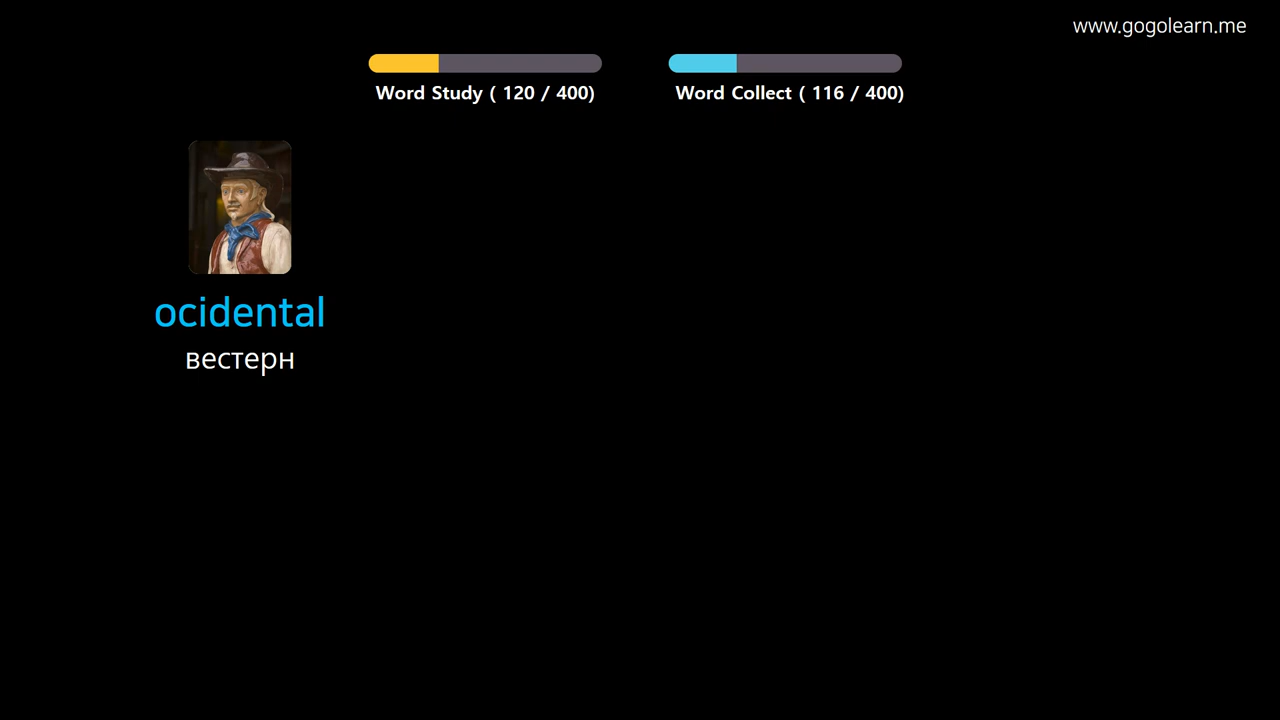 www.gogolearn.me
Word Study ( 120 / 400)
Word Collect ( 116 / 400)
ocidental
вестерн